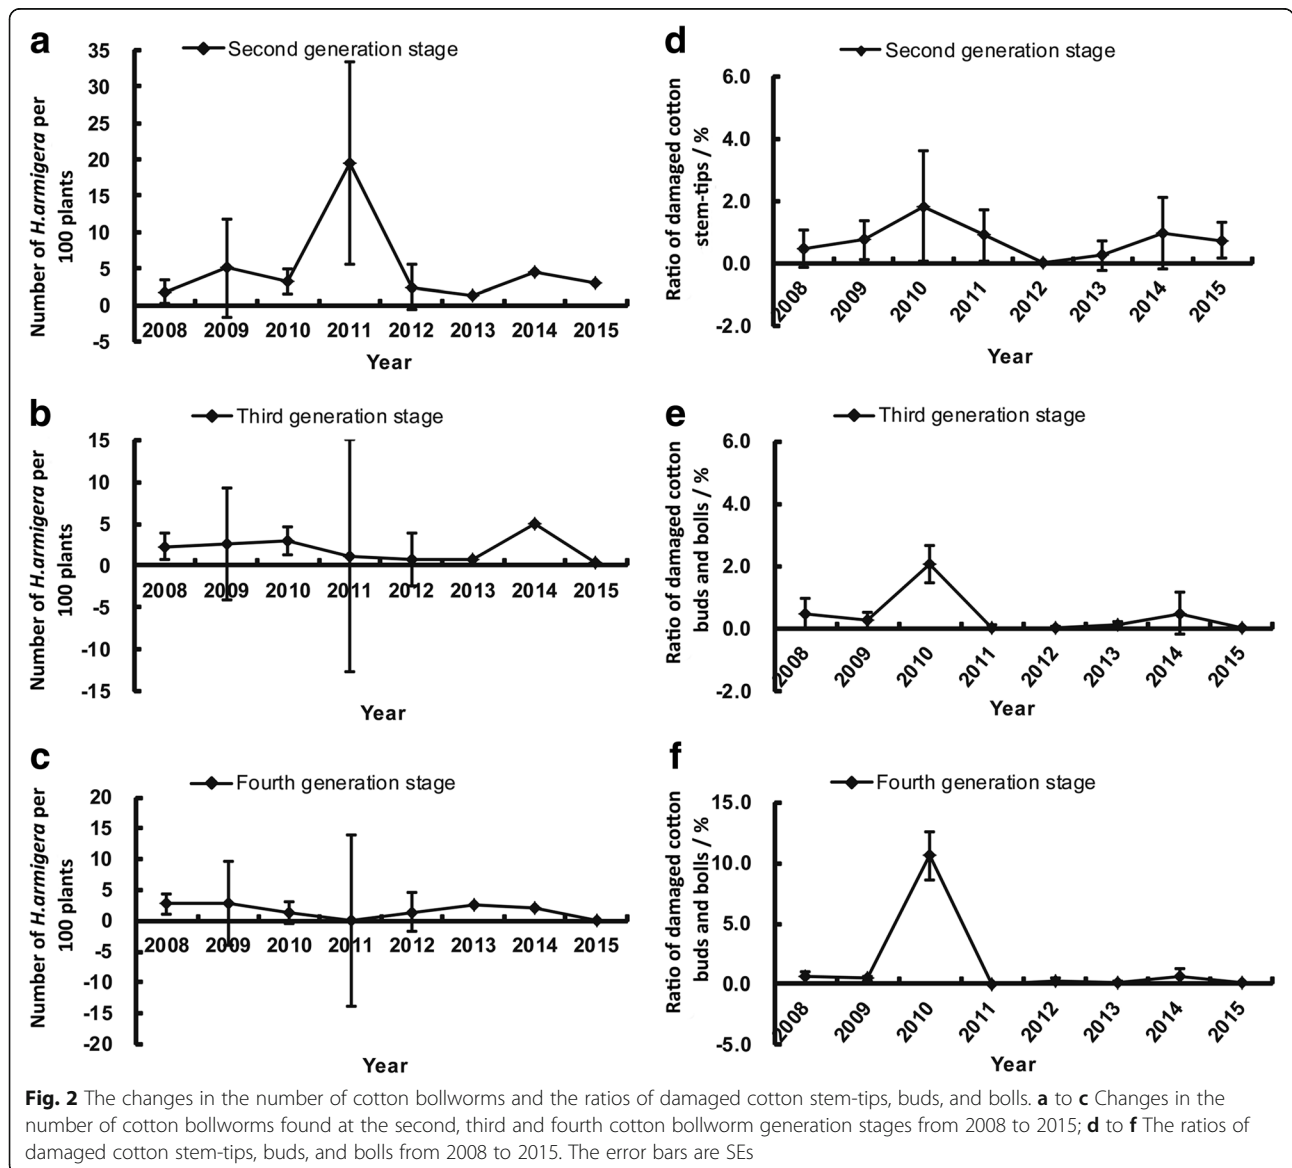 a
Second generation stage
Number of H.armigera per
100 plants
35
30
25
20
15
10
5
0
-5
2008 2009 2010 2011 2012 2013 2014 2015
Year
d
Second generation stage
Ratio of damaged cotton
stem-tips / %
6.0
4.0
2.0
0.0
-2.0
2008 2009 2010 2011 2012 2013 2014 2015
Year
b
Third generation stage
Number of H.armigera per
100 plants
15
10
5
0
-5
-10
-15
2008 2009 2010 2011 2012 2013 2014 2015
Year
e
Third generation stage
Ratio of damaged cotton
buds and bolls / %
6.0
4.0
2.0
0.0
-2.0
2008 2009 2010 2011 2012 2013 2014 2015
Year
c
Fourth generation stage
Number of H.armigera per
100 plants
20
15
10
5
0
-5
-10
-15
-20
2008 2009 2010 2011 2012 2013 2014 2015
Year
f
Fourth generation stage
Ratio of damaged cotton
buds and bolls / %
15.0
10.0
5.0
0.0
-5.0
2008 2009 2010 2011 2012 2013 2014 2015
Year
Fig. 2 The changes in the number of cotton bollworms and the ratios of damaged cotton stem-tips, buds, and bolls. a to c Changes in the
number of cotton bollworms found at the second, third and fourth cotton bollworm generation stages from 2008 to 2015; d to f The ratios of
damaged cotton stem-tips, buds, and bolls from 2008 to 2015. The error bars are SEs